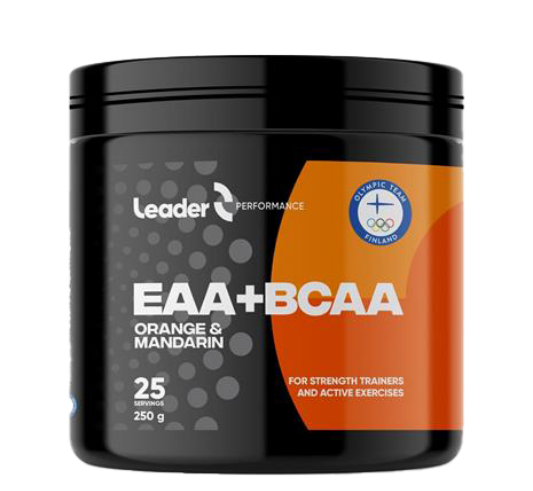 Leader PERFORMANCE
OLYMPIC TEAM
FINLAND
EAA+BCAA
ORANGE &
MANDARIN
25
SERVINGS
250 g
FOR STRENGTH TRAINERS
AND ACTIVE EXERCISES